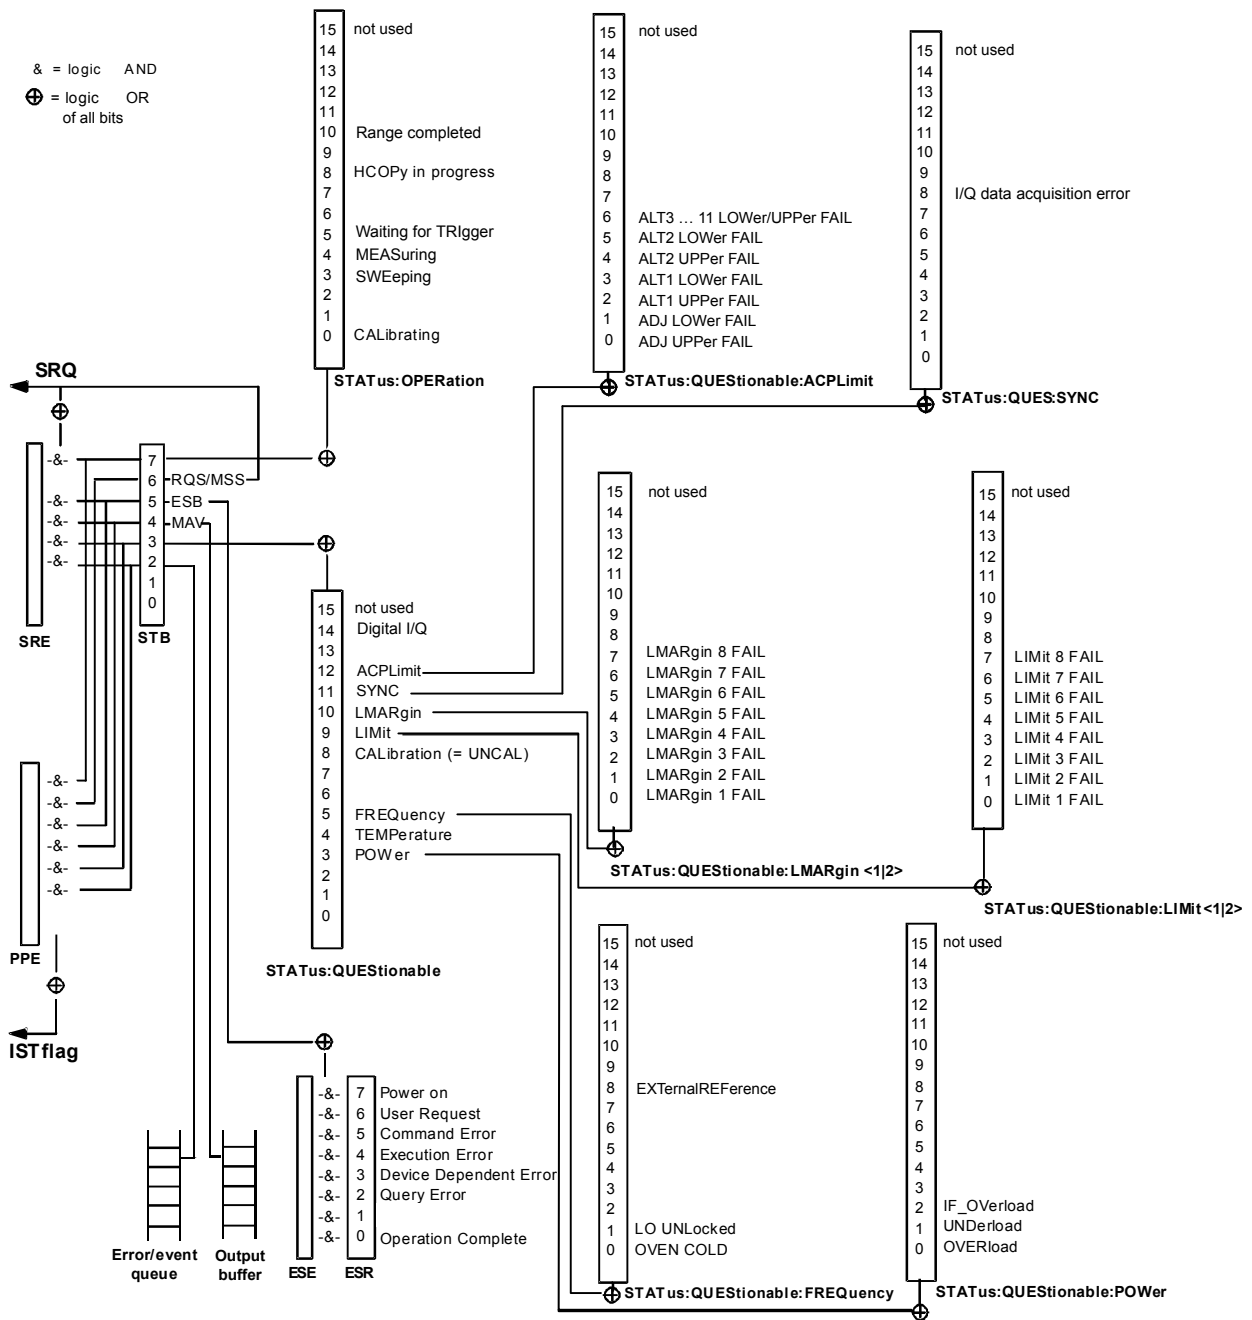 & = logic AND
⊕ = logic OR
of all bits
15 not used
14
13
12
11
10 Range completed
9
8 HCOPy in progress
7
6
5 Waiting for TRIgger
4 MEASuring
3 SWEeping
2
1
0 CALibrating
STATus:OPERation
15 not used
14
13
12
11
10
9
8
7
6 ALT3 ... 11 LOWer/UPPer FAIL
5 ALT2 LOWer FAIL
4 ALT2 UPPer FAIL
3 ALT1 LOWer FAIL
2 ALT1 UPPer FAIL
1 ADJ LOWer FAIL
0 ADJ UPPer FAIL
STATus:QUEStionable:ACPLimit
15 not used
14
13
12
11
10
9
8 I/Q data acquisition error
7
6
5
4
3
2
1
0
STATus:QUES:SYNC
SRQ
-&-
-&-
-&-
-&-
-&-
SRE
7
6 RQS/MSS
5 ESB
4 MAV
3
2
1
0
STB
15 not used
14 Digital I/Q
13
12 ACPLimit
11 SYNC
10 LMARgin
9 LIMit
8 CALibration (= UNCAL)
7
6
5 FREQuency
4 TEMPerature
3 POWer
2
1
0
STATus:QUEStionable
15 not used
14
13
12
11
10
9
8
7 LMARgin 8 FAIL
6 LMARgin 7 FAIL
5 LMARgin 6 FAIL
4 LMARgin 5 FAIL
3 LMARgin 4 FAIL
2 LMARgin 3 FAIL
1 LMARgin 2 FAIL
0 LMARgin 1 FAIL
STATus:QUEStionable:LMARgin <1|2>
15 not used
14
13
12
11
10
9
8
7 LIMit 8 FAIL
6 LIMit 7 FAIL
5 LIMit 6 FAIL
4 LIMit 5 FAIL
3 LIMit 4 FAIL
2 LIMit 3 FAIL
1 LIMit 2 FAIL
0 LIMit 1 FAIL
STATus:QUEStionable:LIMit <1|2>
-&-
-&-
-&-
-&-
-&-
-&-
PPE
IST flag
Error/event
queue
Output
buffer
-&- 7 Power on
-&- 6 User Request
-&- 5 Command Error
-&- 4 Execution Error
-&- 3 Device Dependent Error
-&- 2 Query Error
-&- 1
-&- 0 Operation Complete
ESE ESR
15 not used
14
13
12
11
10
9
8 EXTernalREFerence
7
6
5
4
3
2
1 LO UNLocked
0 OVEN COLD
STATus:QUEStionable:FREQuency
15 not used
14
13
12
11
10
9
8
7
6
5
4
3
2 IF_OVerload
1 UNDerload
0 OVERload
STATus:QUEStionable:POWer